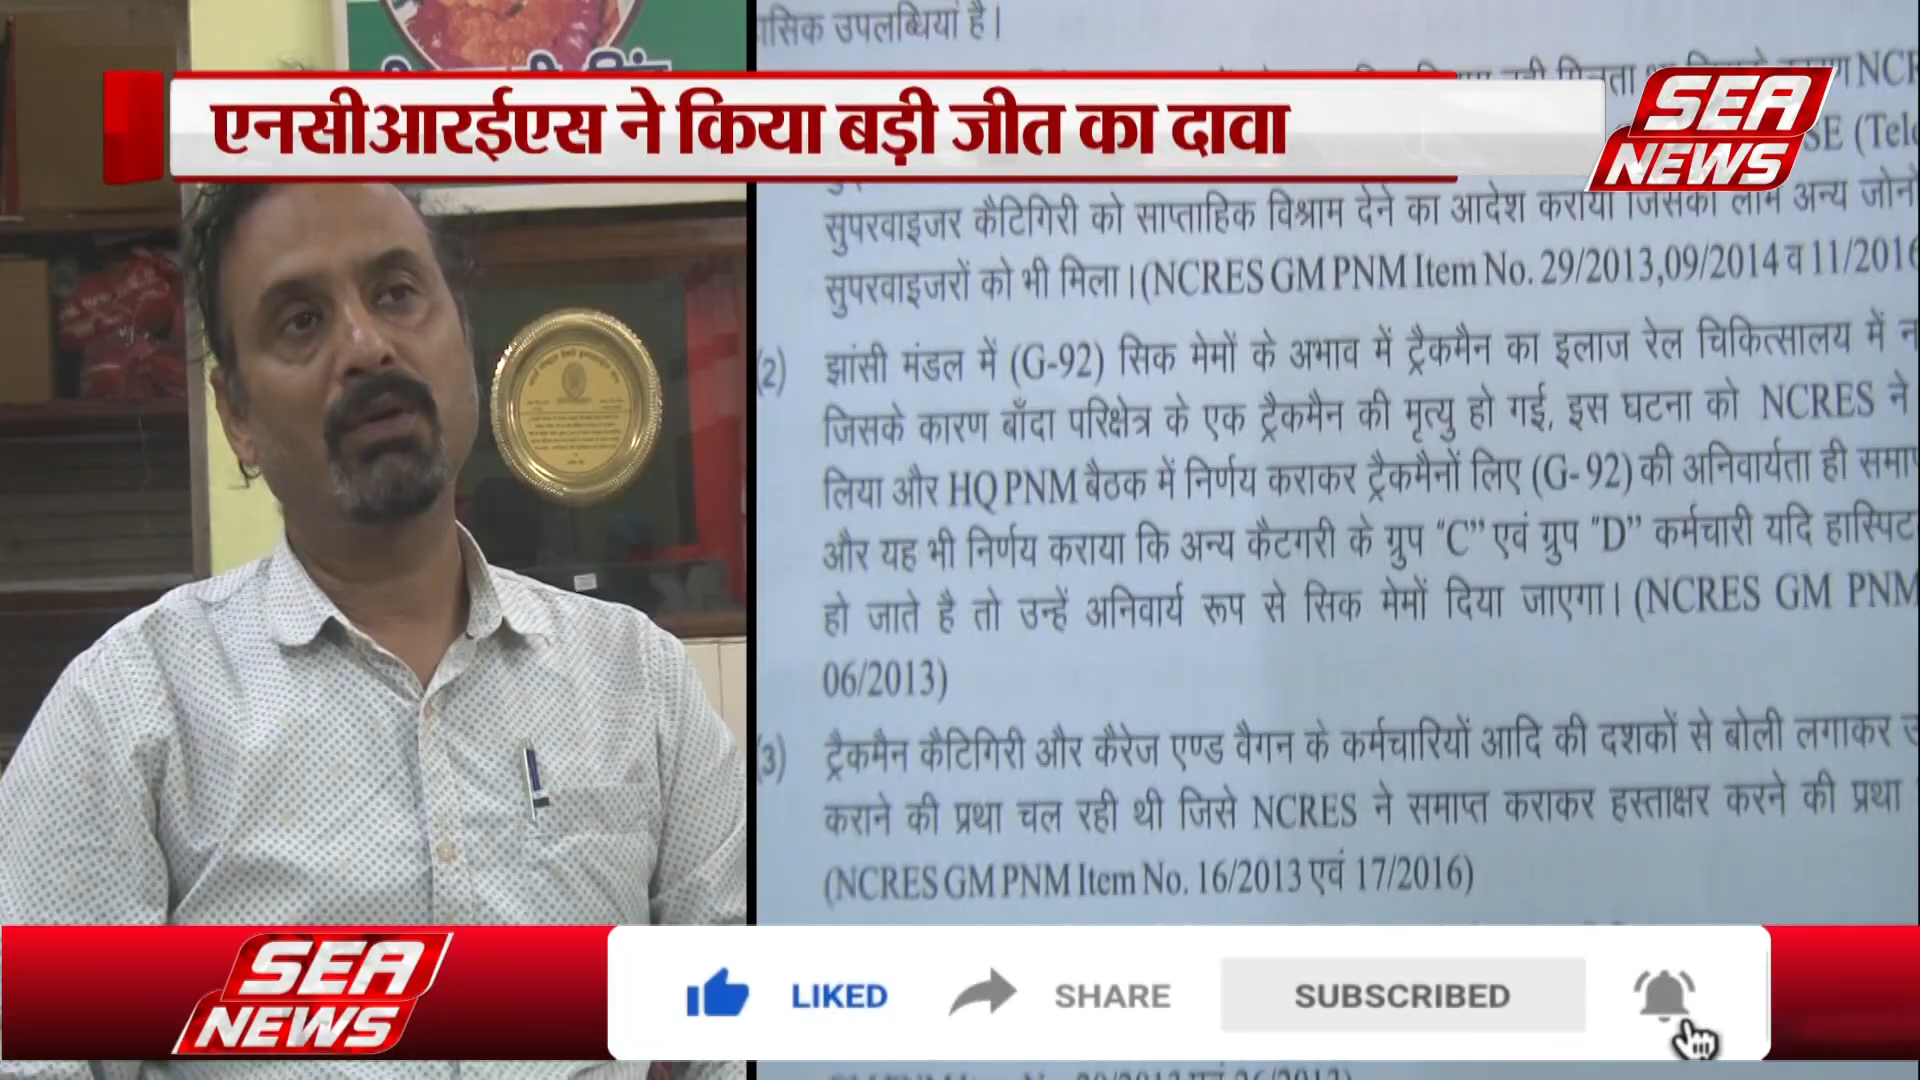 ासिक उपलब्धियां है।
एनसीआरईएस ने किया बड़ी जीत का दावा
SEA
NEWS
NCR
SE (Tele
सुपरवाइजर कैटिगिरी को साप्ताहिक विश्राम देने का आदेश कराया जिसका लाभ अन्य जोनो
सुपरवाइजरों को भी मिला।(NCRES GM PNM Item No. 29/2013,09/2014 व 11/2016
(2) झांसी मंडल में (G-92) सिक मेमों के अभाव में ट्रैकमैन का इलाज रेल चिकित्सालय में न
जिसके कारण बाँदा परिक्षेत्र के एक ट्रैकमैन की मृत्यु हो गई, इस घटना को NCRES ने
लिया और HQ PNM बैठक में निर्णय कराकर ट्रैकमैनों लिए (G-92) की अनिवार्यता ही समाप
और यह भी निर्णय कराया कि अन्य कैटगरी के ग्रुप "C" एवं ग्रुप "D" कर्मचारी यदि हास्पिट
हो जाते है तो उन्हें अनिवार्य रूप से सिक मेमों दिया जाएगा। (NCRES GM PNM
06/2013)
(3) ट्रैकमैन कैटिगिरी और कैरेज एण्ड वैगन के कर्मचारियों आदि की दशकों से बोली लगाकर
कराने की प्रथा चल रही थी जिसे NCRES ने समाप्त कराकर हस्ताक्षर करने की प्रथा
(NCRES GM PNM Item No. 16/2013 एवं 17/2016)
SEA
NEWS
LIKED
SHARE
SUBSCRIBED